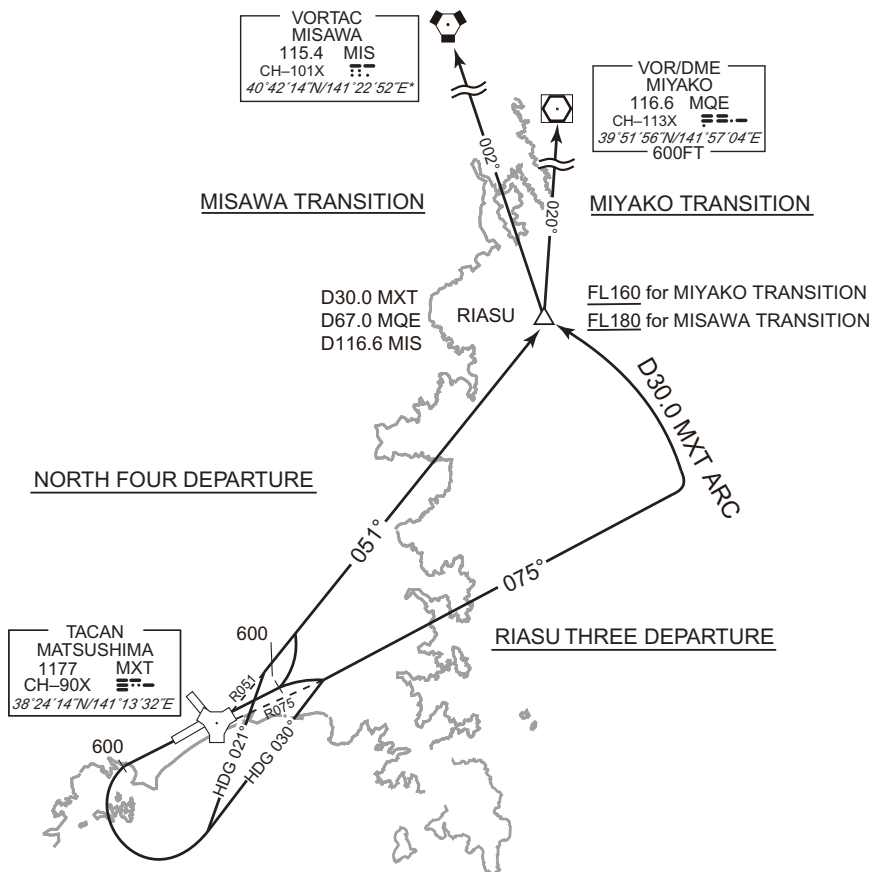 VORTAC
MISAWA
115.4 MIS
CH–101X
40°42′14″N/141°22′52″E*
VOR/DME
MIYAKO
116.6 MQE
CH–113X
39°51′56″N/141°57′04″E
600FT
002°
020°
MISAWA TRANSITION
MIYAKO TRANSITION
D30.0 MXT
D67.0 MQE
D116.6 MIS
RIASU
FL160 for MIYAKO TRANSITION
FL180 for MISAWA TRANSITION
D30.0 MXT ARC
NORTH FOUR DEPARTURE
051°
075°
RIASU THREE DEPARTURE
TACAN
MATSUSHIMA
1177 MXT
CH–90X
38°24′14″N/141°13′32″E
600
R051
R075
HDG 021°
HDG 030°
600